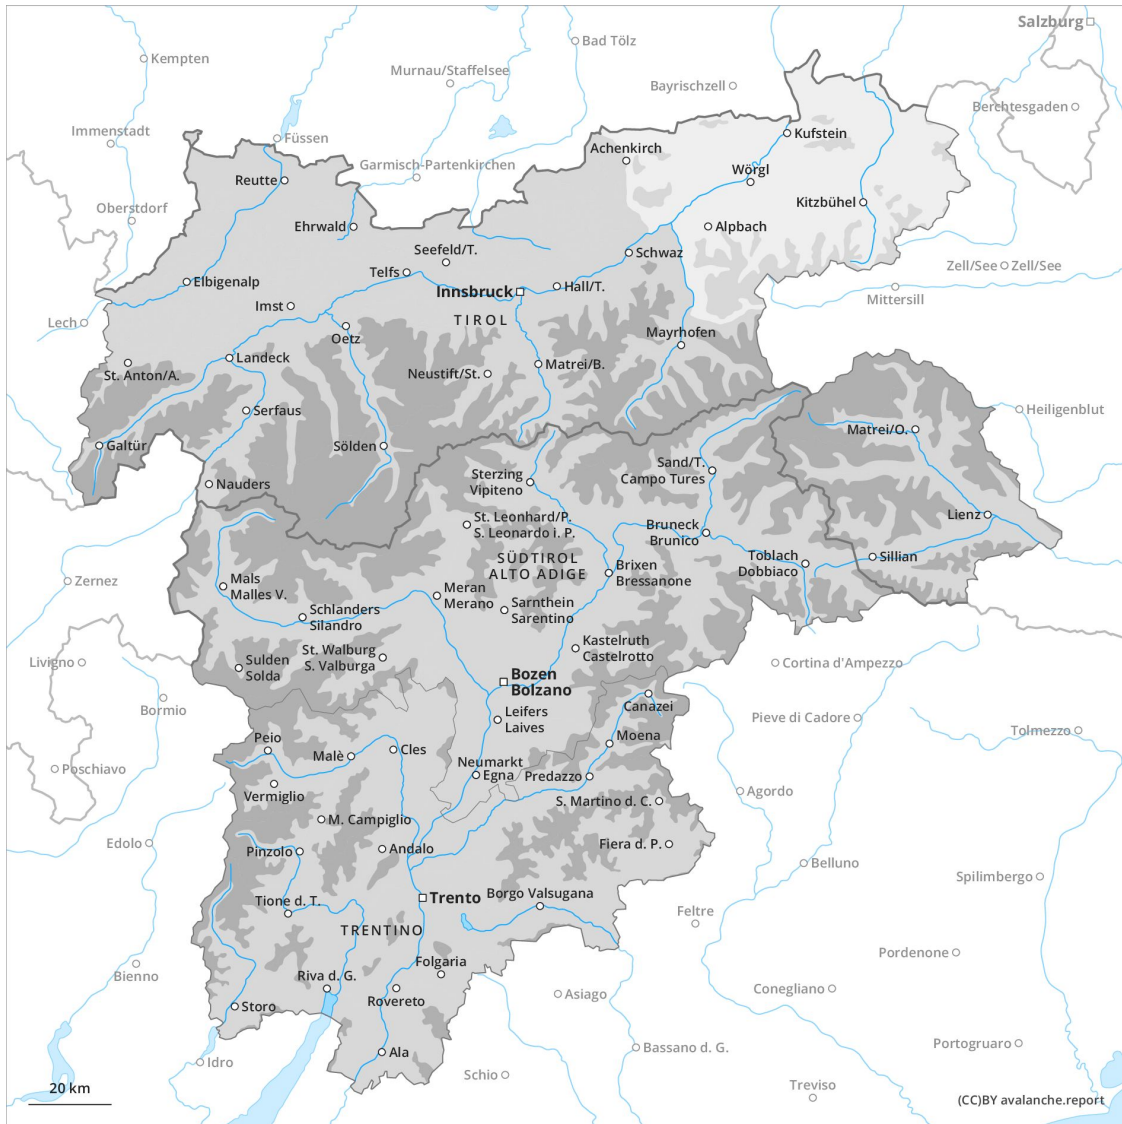 Salzburg
Bad Tölz
Kempten
Murnau/Staffelsee
Bayrischzell
Berchtesgaden
Immenstadt
Füssen
Kufstein
Achenkirch
Garmisch-Partenkirchen
Wörgl
Reutte
Kitzbühel
Oberstdorf
Ehrwald
Alpbach
Seefeld/T.
Schwaz
Telfs
Zell/See
Zell/See
Elbigenalp
Innsbruck
Hall/T.
Mittersill
Imst
TIROL
Lech
Oetz
Mayrhofen
Landeck
Matrei/B.
St. Anton/A.
Neustift/St.
Serfaus
Heiligenblut
Matrei/O.
Galtür
Sölden
Sand/T.
Campo Tures
Sterzing
Vipiteno
Nauders
St. Leonhard/P.
S. Leonardo i. P.
Lienz
Bruneck
Brunico
SÜDTIROL
ALTO ADIGE
Toblach
Dobbiaco
Sillian
Brixen
Bressanone
Zernez
Mals
Malles V.
Meran
Merano
Sarnthein
Sarentino
Schlanders
Silandro
Kastelruth
Castelrotto
St. Walburg
S. Valburga
Livigno
Sulden
Solda
Cortina d'Ampezzo
Bozen
Bolzano
Bormio
Canazei
Leifers
Laives
Pieve di Cadore
Tolmezzo
Moena
Peio
Malè
Cles
Neumarkt
Egna
Predazzo
Poschiavo
Vermiglio
Agordo
S. Martino d. C.
M. Campiglio
Edolo
Pinzolo
Andalo
Fiera d. P.
Belluno
Spilimbergo
Trento
Borgo Valsugana
Tione d. T.
Feltre
TRENTINO
Pordenone
Folgaria
Bienno
Riva d. G.
Conegliano
Asiago
Rovereto
Storo
Portogruaro
Bassano d. G.
Ala
Idro
Schio
Treviso
20 km
(CC)BY avalanche.report